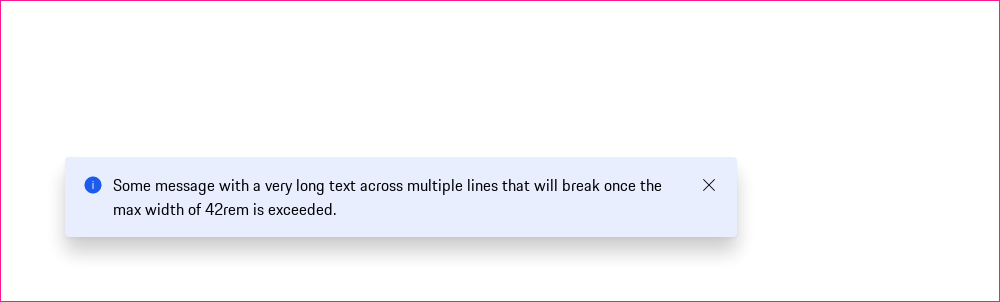 Some message with a very long text across multiple lines that will break once the
max width of 42rem is exceeded.